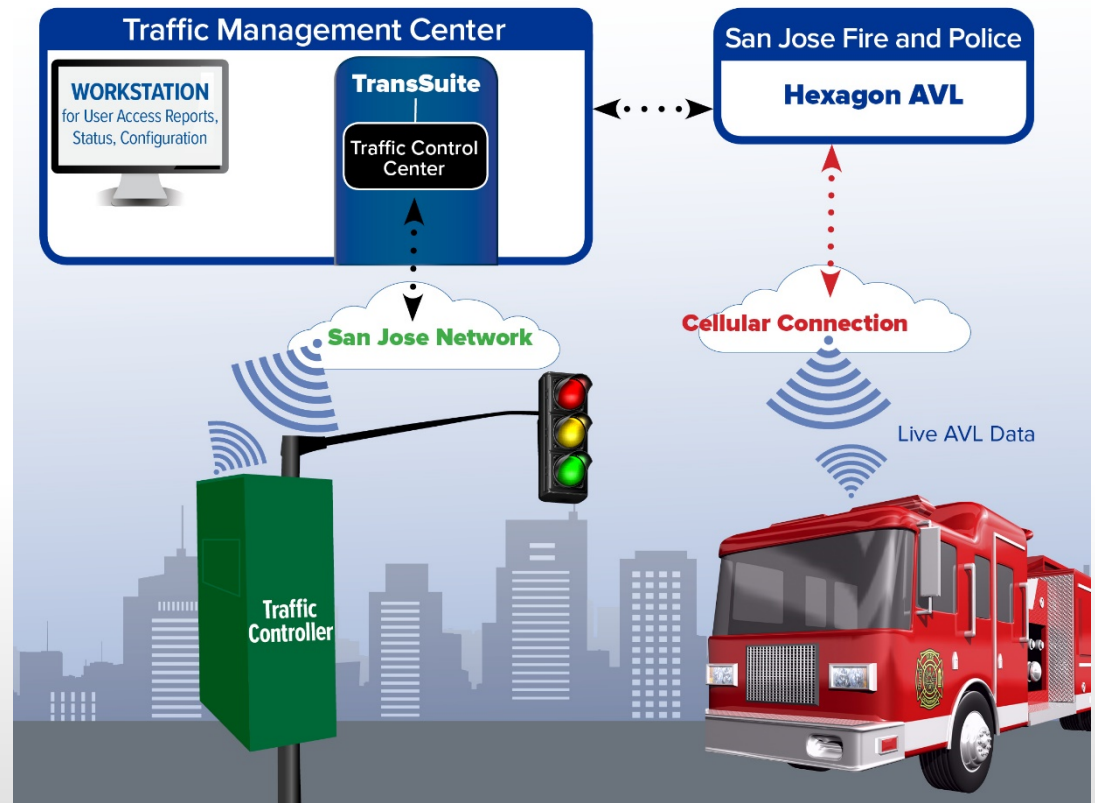 Traffic Management Center
WORKSTATION
for User Access Reports,
Status, Configuration
TransSuite
Traffic Control
Center
San Jose Fire and Police
Hexagon AVL
San Jose Network
Cellular Connection
Live AVL Data
Traffic
Controller